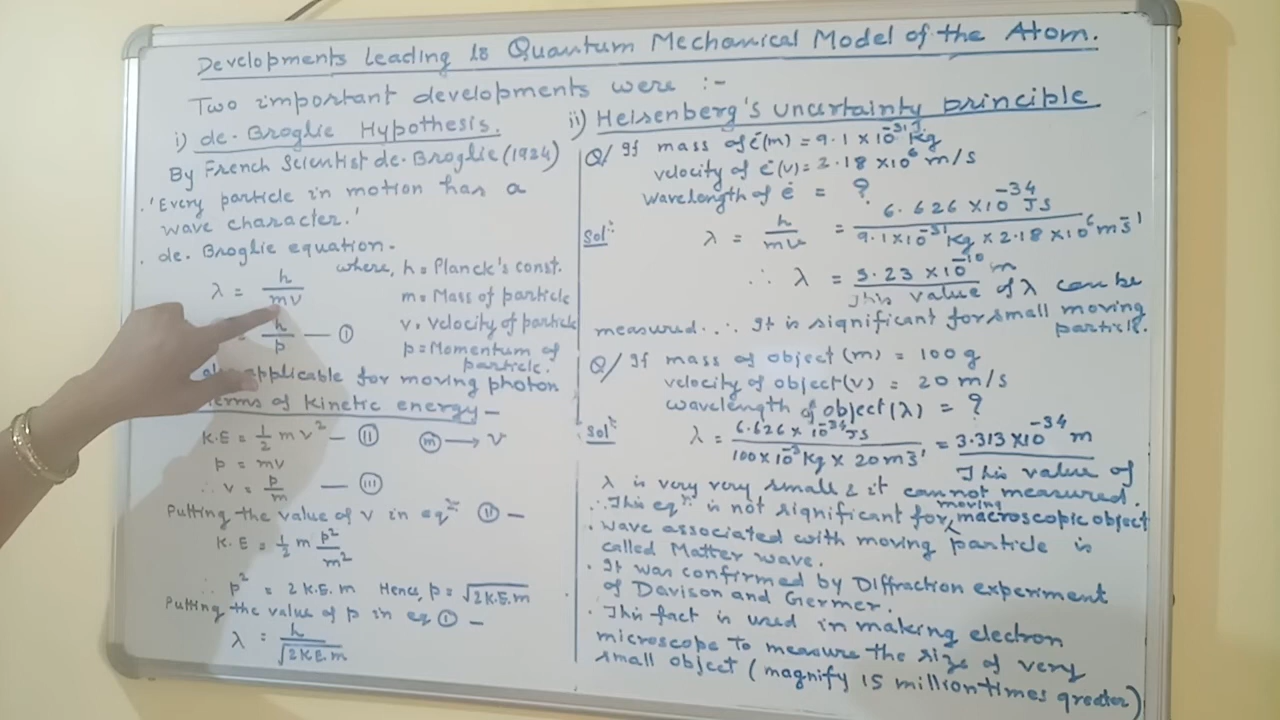 Developments Leading to Quantum Mechanical Model of the Atom.
Two important developments were :-
i) de-Broglie Hypothesis.
By French Scientist de-Broglie (1924)
. 'Every particle in motion has a
wave character.'
. de-Broglie equation.
λ = h/mv
where, h = Planck's const.
m = Mass of particle
v = Velocity of particle
p = Momentum of
particle.
= h/p — (I)
applicable for moving photon
terms of kinetic energy —
K.E = 1/2 mv² — (II) (m) → v
p = mv
∴ v = p/m — (III)
Putting the value of v in eqⁿ (II) —
K.E = 1/2 m p²/m²
∴ p² = 2 K.E. m Hence, p = √2 K.E. m
Putting the value of p in eq (I) —
λ = h/√2 K.E. m
ii) Heisenberg's uncertainty principle
Q/ If mass of e⁻(m) = 9.1 × 10⁻³¹ Kg
velocity of e⁻(v) = 2.18 × 10⁶ m/s
wavelength of e⁻ = ?
Solⁿ: λ = h/mv = 6.626 × 10⁻³⁴ JS / 9.1 × 10⁻³¹ Kg × 2.18 × 10⁶ ms⁻¹
∴ λ = 3.23 × 10⁻¹⁰ m
This value of λ can be
measured. ∴ It is significant for small moving
particle.
Q/ If mass of object (m) = 100 g
velocity of object (v) = 20 m/s
wavelength of object (λ) = ?
Solⁿ: λ = 6.626 × 10⁻³⁴ JS / 100 × 10⁻³ Kg × 20 ms⁻¹ = 3.313 × 10⁻³⁴ m
This value of
λ is very very small & it cannot measured.
∴ This eqⁿ is not significant for moving macroscopic object
. Wave associated with moving particle is
called Matter wave.
. It was confirmed by Diffraction experiment
of Davison and Germer.
. This fact is used in making electron
microscope to measure the size of very
small object (magnify 15 million times greater)